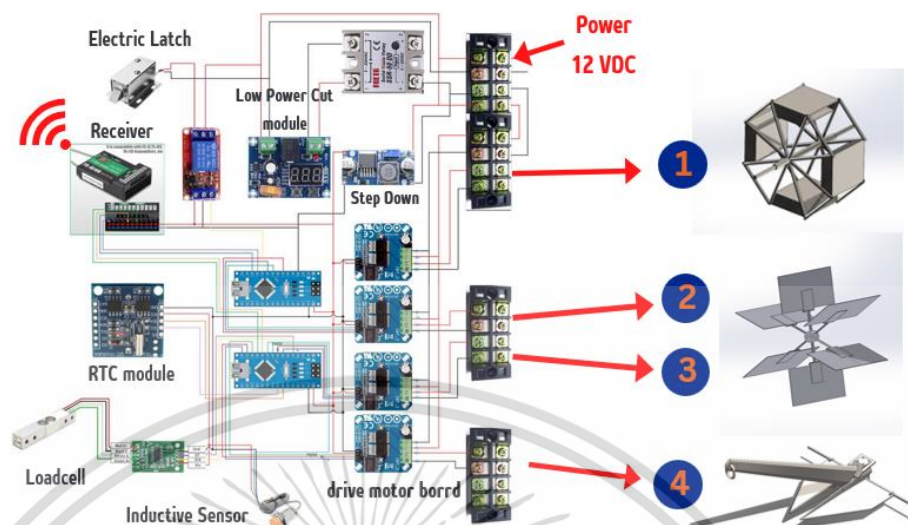 Electric Latch
Power
12 VDC
Low Power Cut
module
Receiver
1
Step Down
2
RTC module
3
Loadcell
drive motor borrd
4
Inductive Sensor